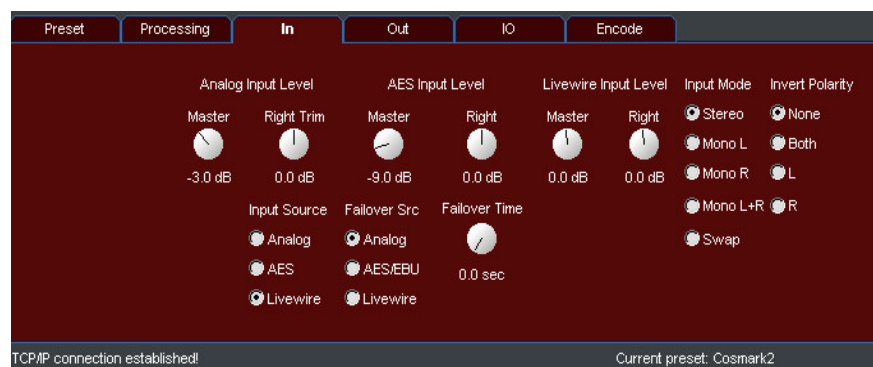 Preset Processing In Out IO Encode
Analog Input Level AES Input Level Livewire Input Level Input Mode Invert Polarity
Master Right Trim Master Right Master Right Stereo None
Mono L Both
-3.0 dB 0.0 dB -9.0 dB 0.0 dB 0.0 dB 0.0 dB Mono R L
Input Source Failover Src Failover Time Mono L+R R
Analog Analog Swap
AES AES/EBU 0.0 sec
Livewire Livewire
TCP/IP connection established! Current preset: Cosmark2